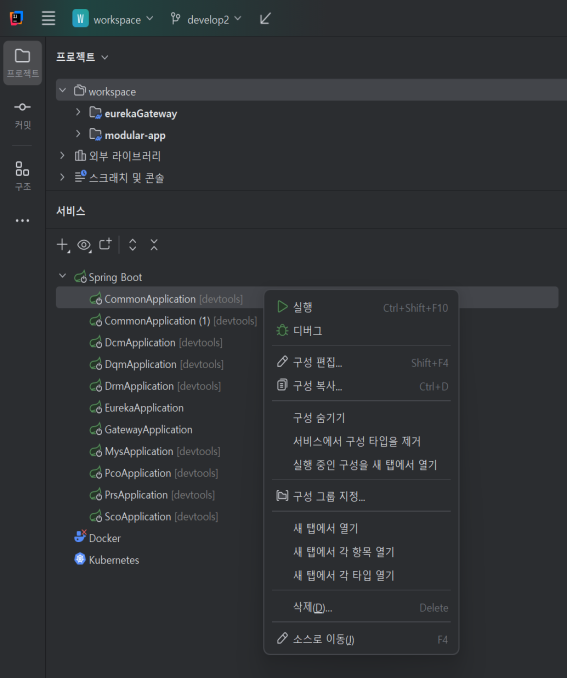 W workspace develop2
프로젝트
프로젝트
커밋
구조
workspace
eurekaGateway
modular-app
외부 라이브러리
스크래치 및 콘솔
서비스
Spring Boot
CommonApplication [devtools]
CommonApplication (1) [devtools]
DcmApplication [devtools]
DqmApplication [devtools]
DrmApplication [devtools]
EurekaApplication
GatewayApplication
MysApplication [devtools]
PcoApplication [devtools]
PrsApplication [devtools]
ScoApplication [devtools]
Docker
Kubernetes
실행 Ctrl+Shift+F10
디버그
구성 편집... Shift+F4
구성 복사... Ctrl+D
구성 숨기기
서비스에서 구성 타입을 제거
실행 중인 구성을 새 탭에서 열기
구성 그룹 지정...
새 탭에서 열기
새 탭에서 각 항목 열기
새 탭에서 각 타입 열기
삭제(D)... Delete
소스로 이동(J) F4